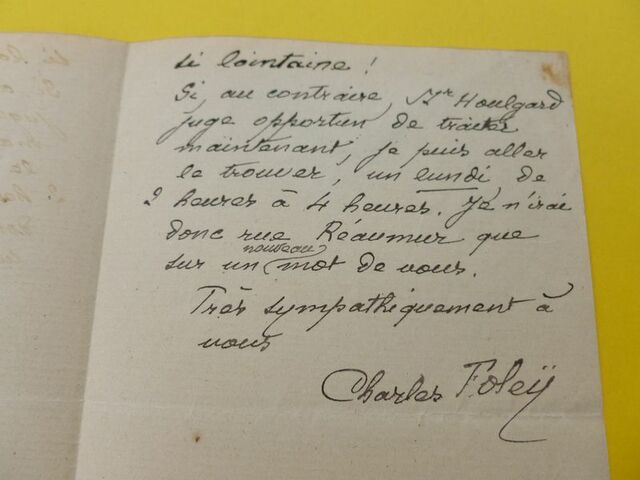 si lointaine !
Si, au contraire, Mr Houlgard
juge opportun de traiter
maintenant, je puis aller
le trouver, un lundi de
2 heures à 4 heures. Je n'irai
donc rue Réaumur que
sur un nouveau mot de vous.
Très sympathiquement à
vous
Charles Foleÿ